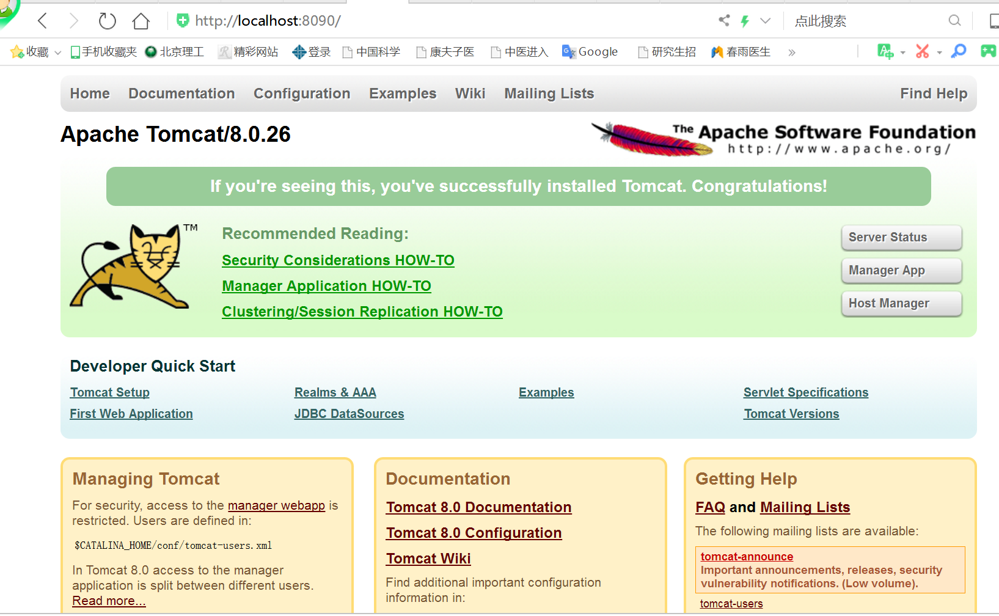 http://localhost:8090/
点此搜索
收藏 手机收藏夹 北京理工 精彩网站 登录 中国科学 康夫子医 中医进入 Google 研究生招 春雨医生 »
Home Documentation Configuration Examples Wiki Mailing Lists Find Help
Apache Tomcat/8.0.26
The Apache Software Foundation
http://www.apache.org/
If you're seeing this, you've successfully installed Tomcat. Congratulations!
TM
Recommended Reading:
Security Considerations HOW-TO
Manager Application HOW-TO
Clustering/Session Replication HOW-TO
Server Status
Manager App
Host Manager
Developer Quick Start
Tomcat Setup Realms & AAA Examples Servlet Specifications
First Web Application JDBC DataSources Tomcat Versions
Managing Tomcat
For security, access to the manager webapp is
restricted. Users are defined in:
$CATALINA_HOME/conf/tomcat-users.xml
In Tomcat 8.0 access to the manager
application is split between different users.
Read more...
Documentation
Tomcat 8.0 Documentation
Tomcat 8.0 Configuration
Tomcat Wiki
Find additional important configuration
information in:
Getting Help
FAQ and Mailing Lists
The following mailing lists are available:
tomcat-announce
Important announcements, releases, security
vulnerability notifications. (Low volume).
tomcat-users